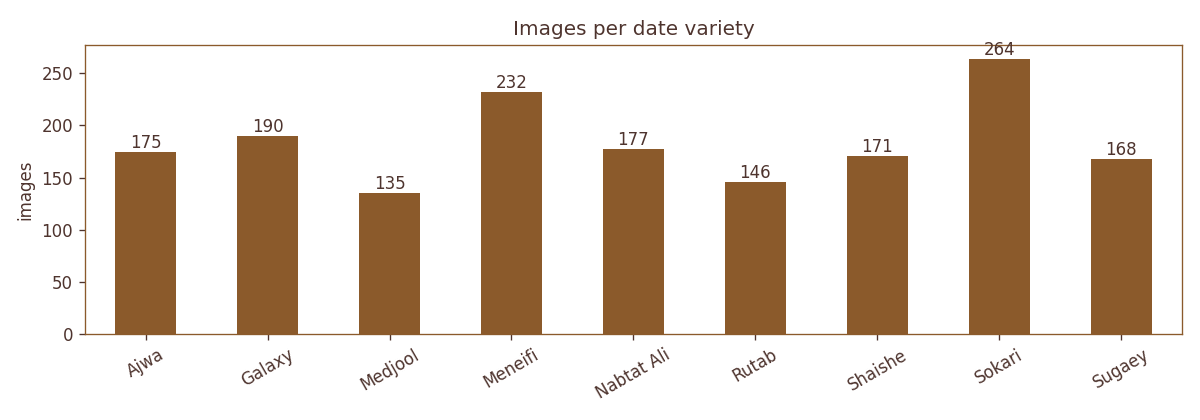 Images per date variety
images
250
200
150
100
50
0
175
190
135
232
177
146
171
264
168
Ajwa
Galaxy
Medjool
Meneifi
Nabtat Ali
Rutab
Shaishe
Sokari
Sugaey